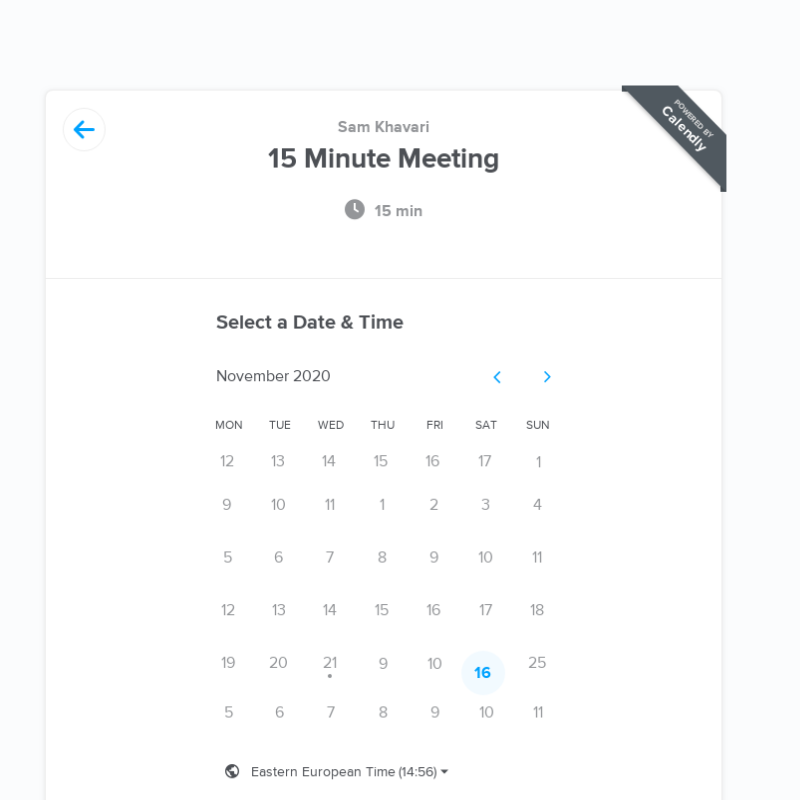 POWERED BY
Calendly
Sam Khavari
15 Minute Meeting
15 min
Select a Date & Time
November 2020
MON TUE WED THU FRI SAT SUN
12 13 14 15 16 17 1
9 10 11 1 2 3 4
5 6 7 8 9 10 11
12 13 14 15 16 17 18
19 20 21 9 10 16 25
5 6 7 8 9 10 11
Eastern European Time (14:56)